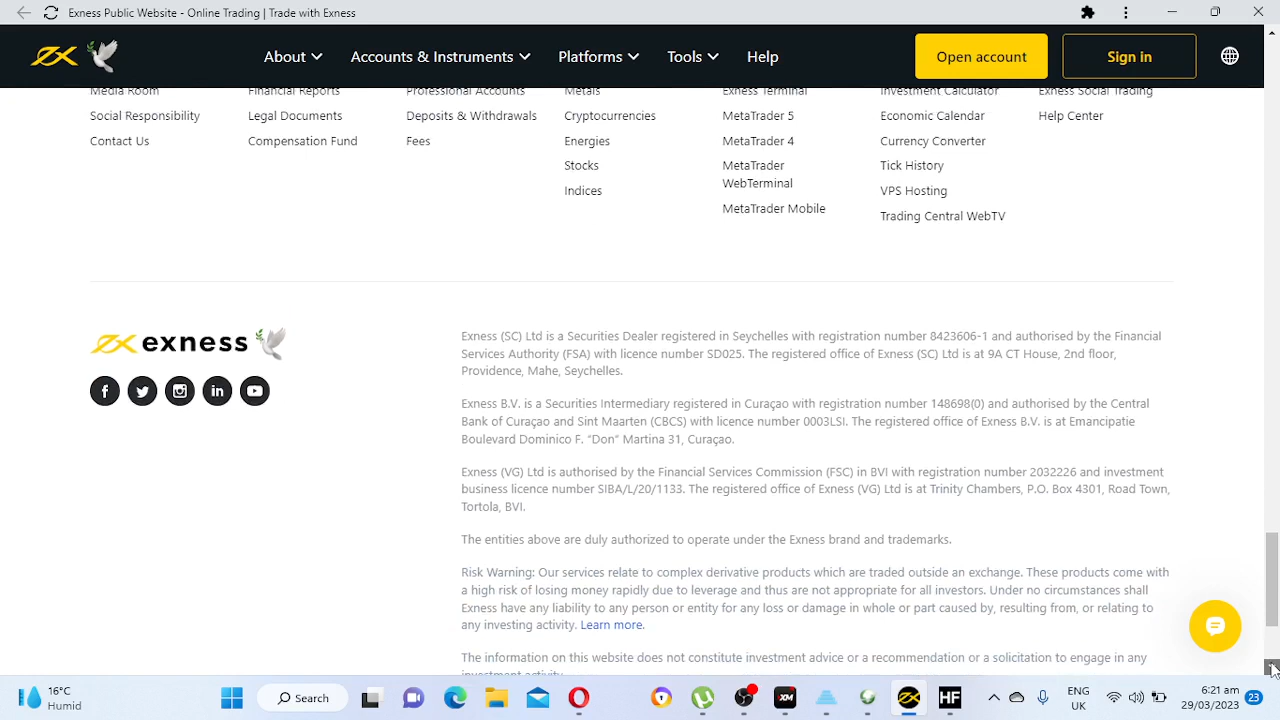 Exness Public Website - Online Trading | Trade with Exness
About
Accounts & Instruments
Platforms
Tools
Help
Open account
Sign in
Media Room
Social Responsibility
Contact Us
Financial Reports
Legal Documents
Compensation Fund
Professional Accounts
Deposits & Withdrawals
Fees
Metals
Cryptocurrencies
Energies
Stocks
Indices
Exness Terminal
MetaTrader 5
MetaTrader 4
MetaTrader
WebTerminal
MetaTrader Mobile
Investment Calculator
Economic Calendar
Currency Converter
Tick History
VPS Hosting
Trading Central WebTV
Exness Social Trading
Help Center
exness
Exness (SC) Ltd is a Securities Dealer registered in Seychelles with registration number 8423606-1 and authorised by the Financial
Services Authority (FSA) with licence number SD025. The registered office of Exness (SC) Ltd is at 9A CT House, 2nd floor,
Providence, Mahe, Seychelles.
Exness B.V. is a Securities Intermediary registered in Curaçao with registration number 148698(0) and authorised by the Central
Bank of Curaçao and Sint Maarten (CBCS) with licence number 0003LSI. The registered office of Exness B.V. is at Emancipatie
Boulevard Dominico F. "Don" Martina 31, Curaçao.
Exness (VG) Ltd is authorised by the Financial Services Commission (FSC) in BVI with registration number 2032226 and investment
business licence number SIBA/L/20/1133. The registered office of Exness (VG) Ltd is at Trinity Chambers, P.O. Box 4301, Road Town,
Tortola, BVI.
The entities above are duly authorized to operate under the Exness brand and trademarks.
Risk Warning: Our services relate to complex derivative products which are traded outside an exchange. These products come with
a high risk of losing money rapidly due to leverage and thus are not appropriate for all investors. Under no circumstances shall
Exness have any liability to any person or entity for any loss or damage in whole or part caused by, resulting from, or relating to
any investing activity. Learn more.
The information on this website does not constitute investment advice or a recommendation or a solicitation to engage in any
investment activity.
16°C
Humid
Search
XM
HF
ENG
UK
6:21 am
29/03/2023
23